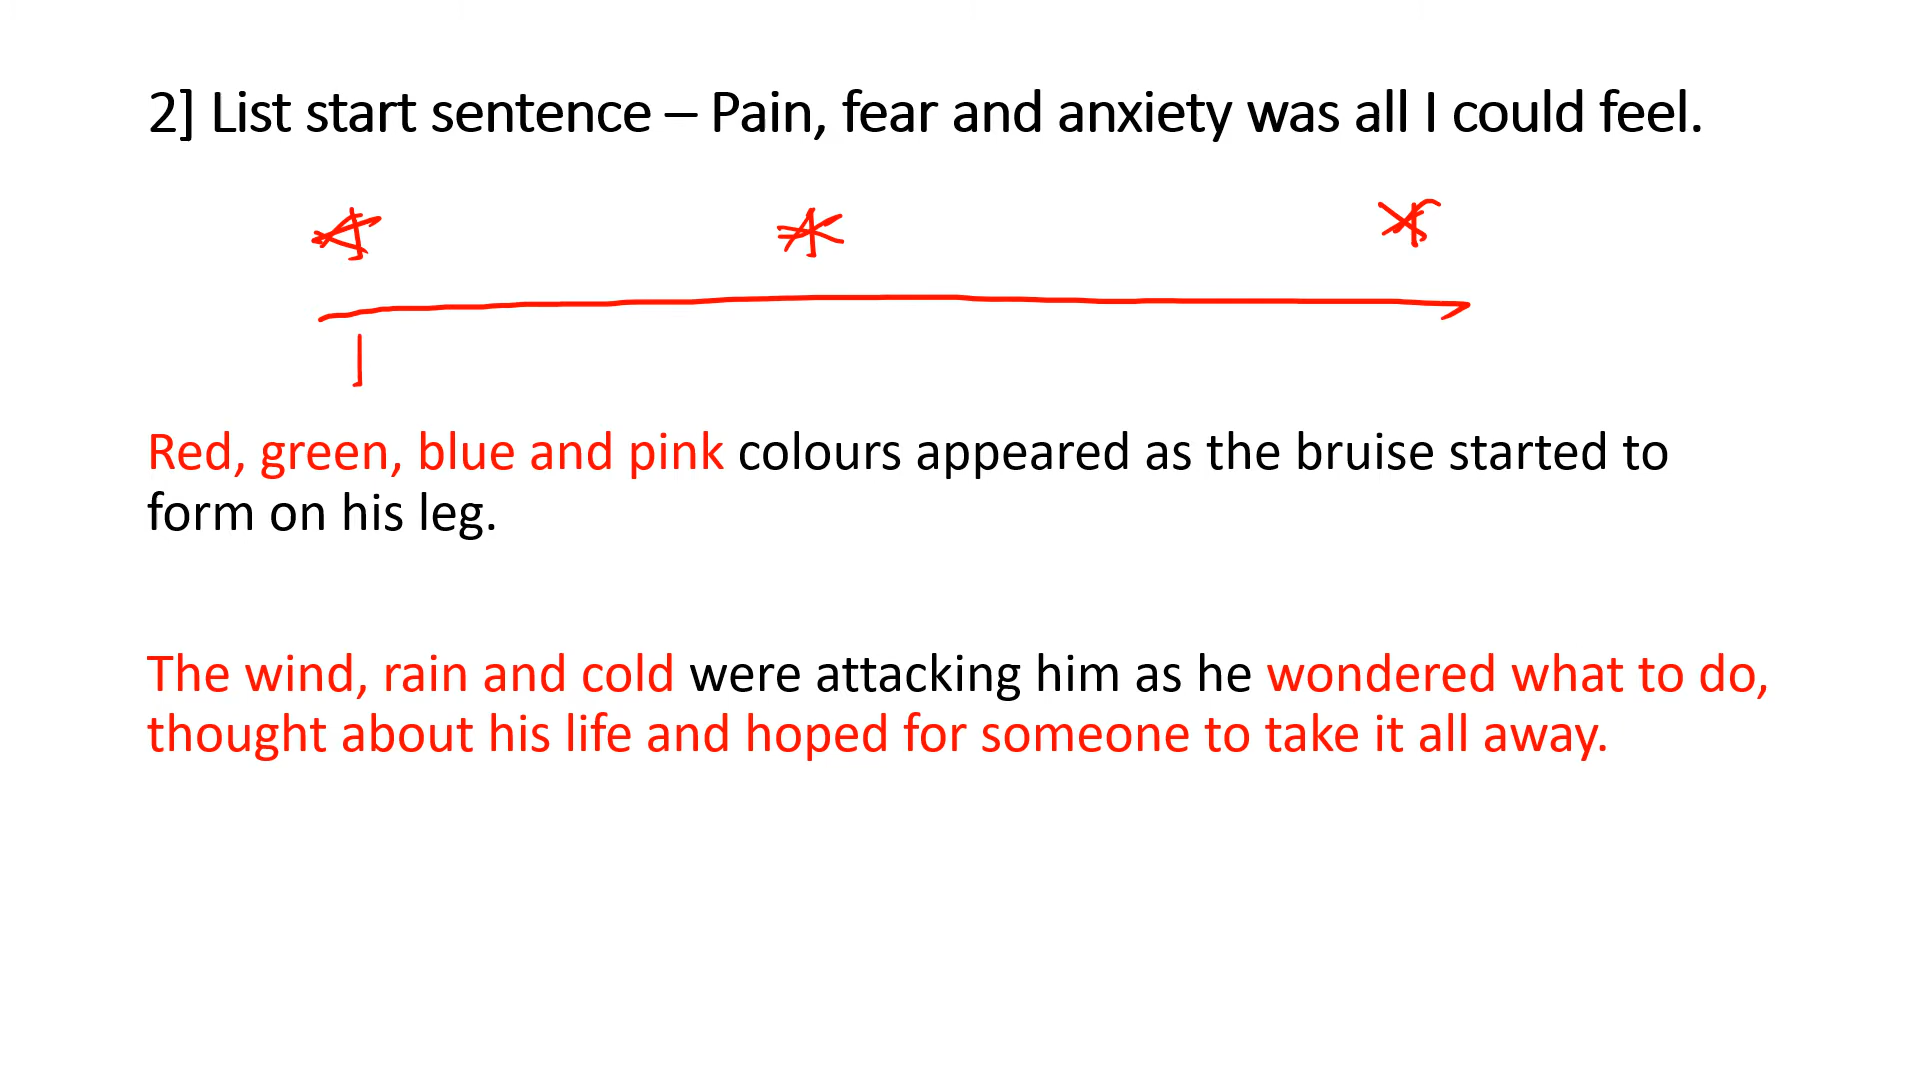 2] List start sentence – Pain, fear and anxiety was all I could feel.
Red, green, blue and pink colours appeared as the bruise started to
form on his leg.
The wind, rain and cold were attacking him as he wondered what to do,
thought about his life and hoped for someone to take it all away.